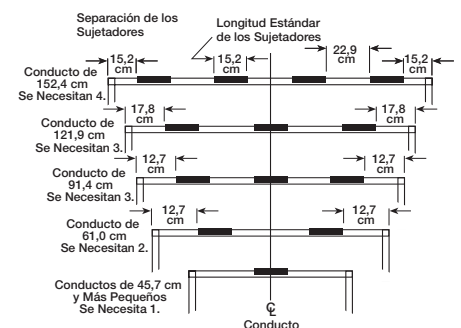 Separación de los
Sujetadores
Longitud Estándar
de los Sujetadores
15,2
cm
15,2
cm
22,9
cm
15,2
cm
Conducto de
152,4 cm
Se Necesitan 4.
17,8
cm
17,8
cm
Conducto de
121,9 cm
Se Necesitan 3.
12,7
cm
12,7
cm
Conducto de
91,4 cm
Se Necesitan 3.
12,7
cm
12,7
cm
Conducto de
61,0 cm
Se Necesitan 2.
Conductos de 45,7 cm
y Más Pequeños
Se Necesita 1.
℄
Conducto